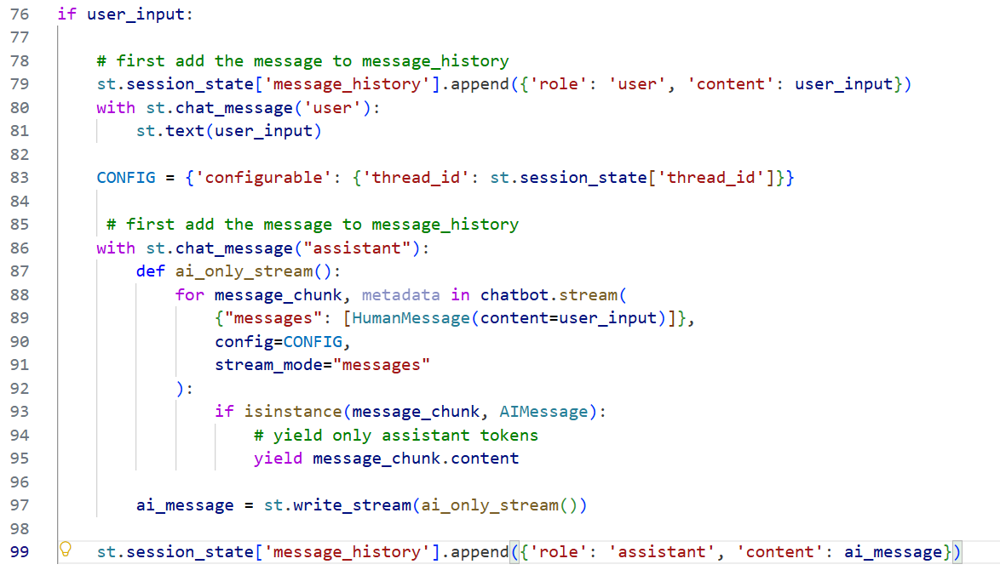 76 if user_input:
77
78     # first add the message to message_history
79     st.session_state['message_history'].append({'role': 'user', 'content': user_input})
80     with st.chat_message('user'):
81         st.text(user_input)
82
83     CONFIG = {'configurable': {'thread_id': st.session_state['thread_id']}}
84
85      # first add the message to message_history
86     with st.chat_message("assistant"):
87         def ai_only_stream():
88             for message_chunk, metadata in chatbot.stream(
89                 {"messages": [HumanMessage(content=user_input)]},
90                 config=CONFIG,
91                 stream_mode="messages"
92             ):
93                 if isinstance(message_chunk, AIMessage):
94                     # yield only assistant tokens
95                     yield message_chunk.content
96
97         ai_message = st.write_stream(ai_only_stream())
98
99     st.session_state['message_history'].append({'role': 'assistant', 'content': ai_message})